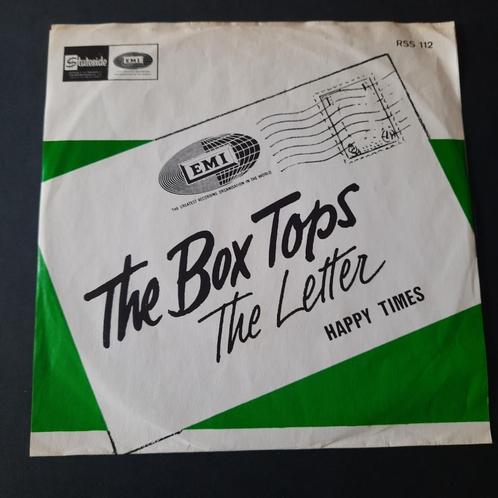 Stateside
EMI
RSS 112
EMI
THE GREATEST RECORDING ORGANISATION IN THE WORLD
The Box Tops
The Letter
HAPPY TIMES